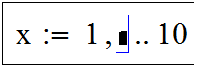 x := 1 , ▪ .. 10